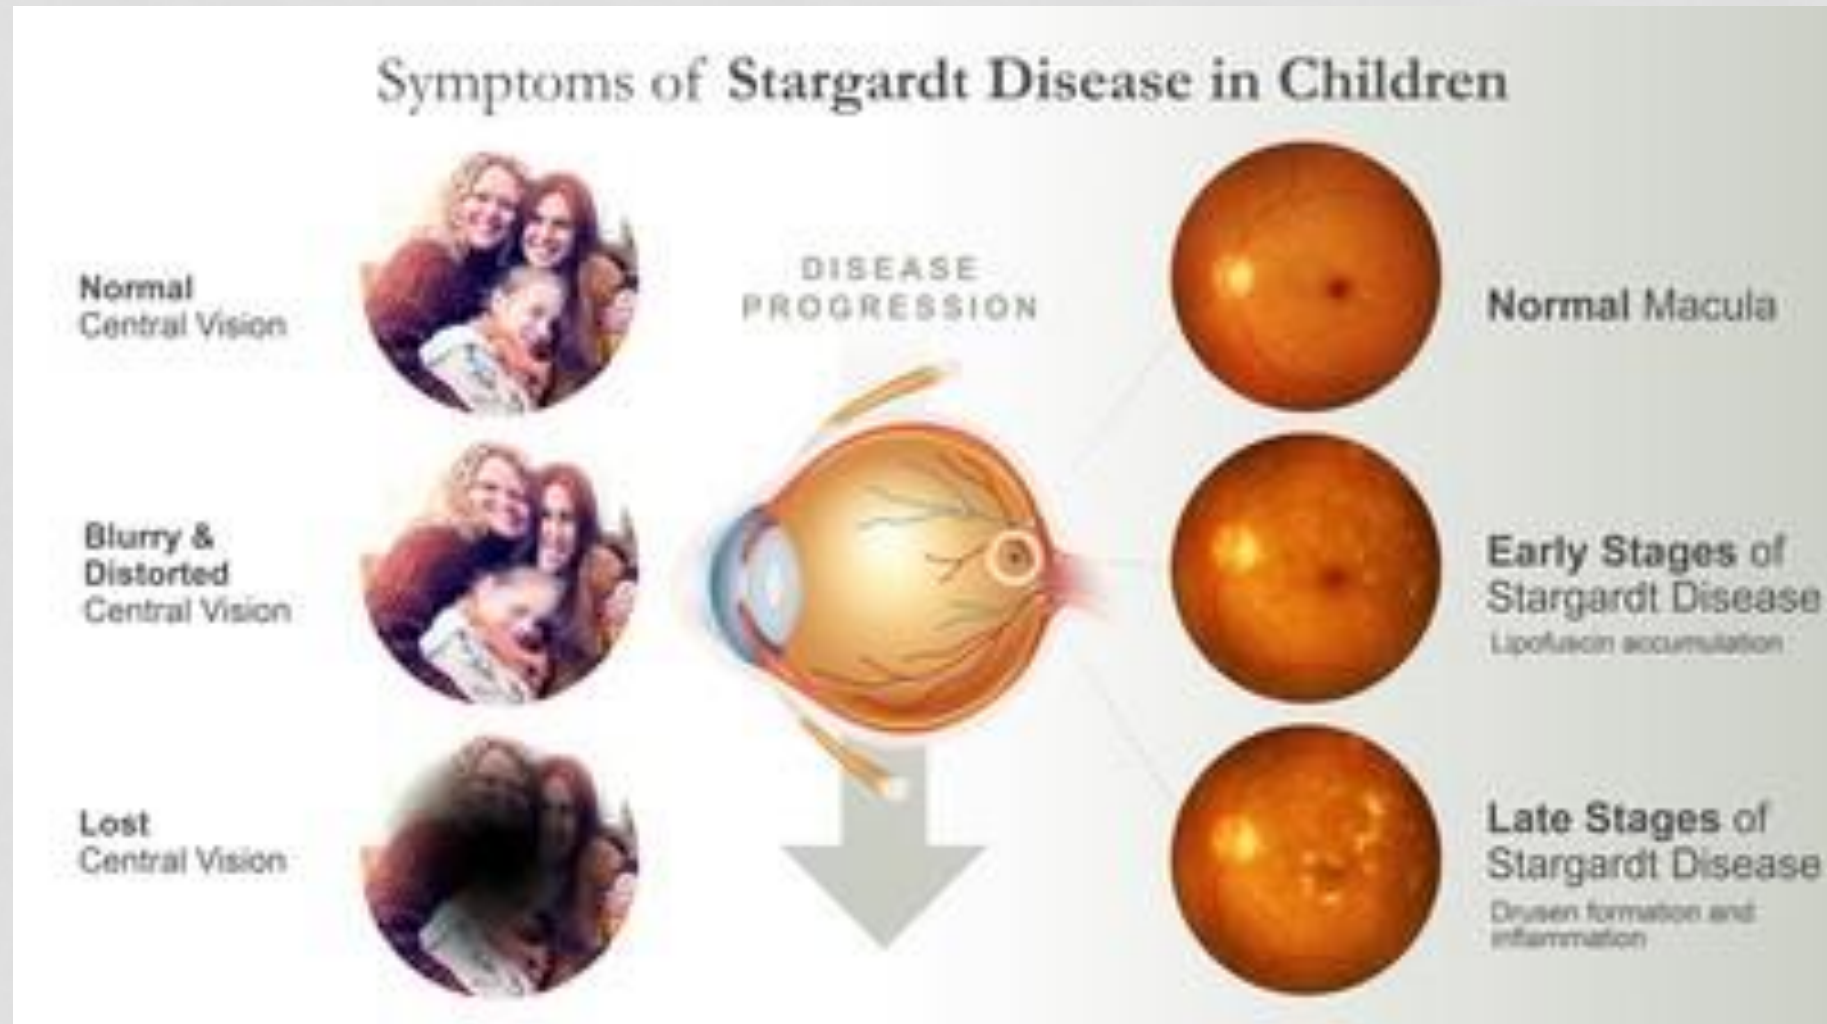 Symptoms of Stargardt Disease in Children
Normal
Central Vision
DISEASE
PROGRESSION
Normal Macula
Blurry &
Distorted
Central Vision
Early Stages of
Stargardt Disease
Lipofuscin accumulation
Lost
Central Vision
Late Stages of
Stargardt Disease
Drusen formation and
inflammation